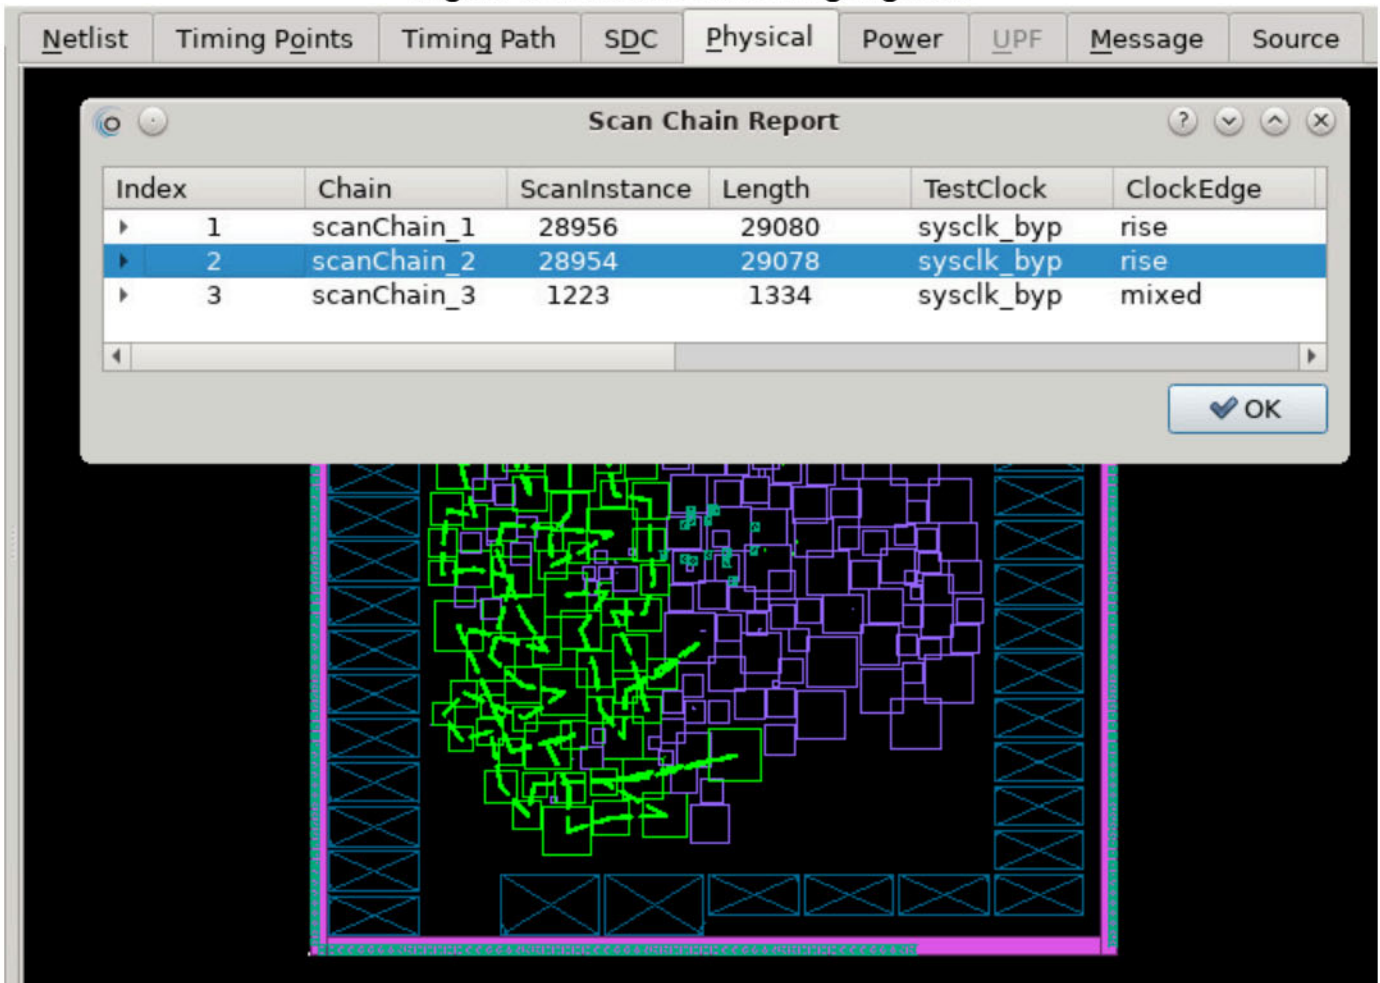 Netlist Timing Points Timing Path SDC Physical Power UPF Message Source
Scan Chain Report
Index Chain ScanInstance Length TestClock ClockEdge
1 scanChain_1 28956 29080 sysclk_byp rise
2 scanChain_2 28954 29078 sysclk_byp rise
3 scanChain_3 1223 1334 sysclk_byp mixed
OK